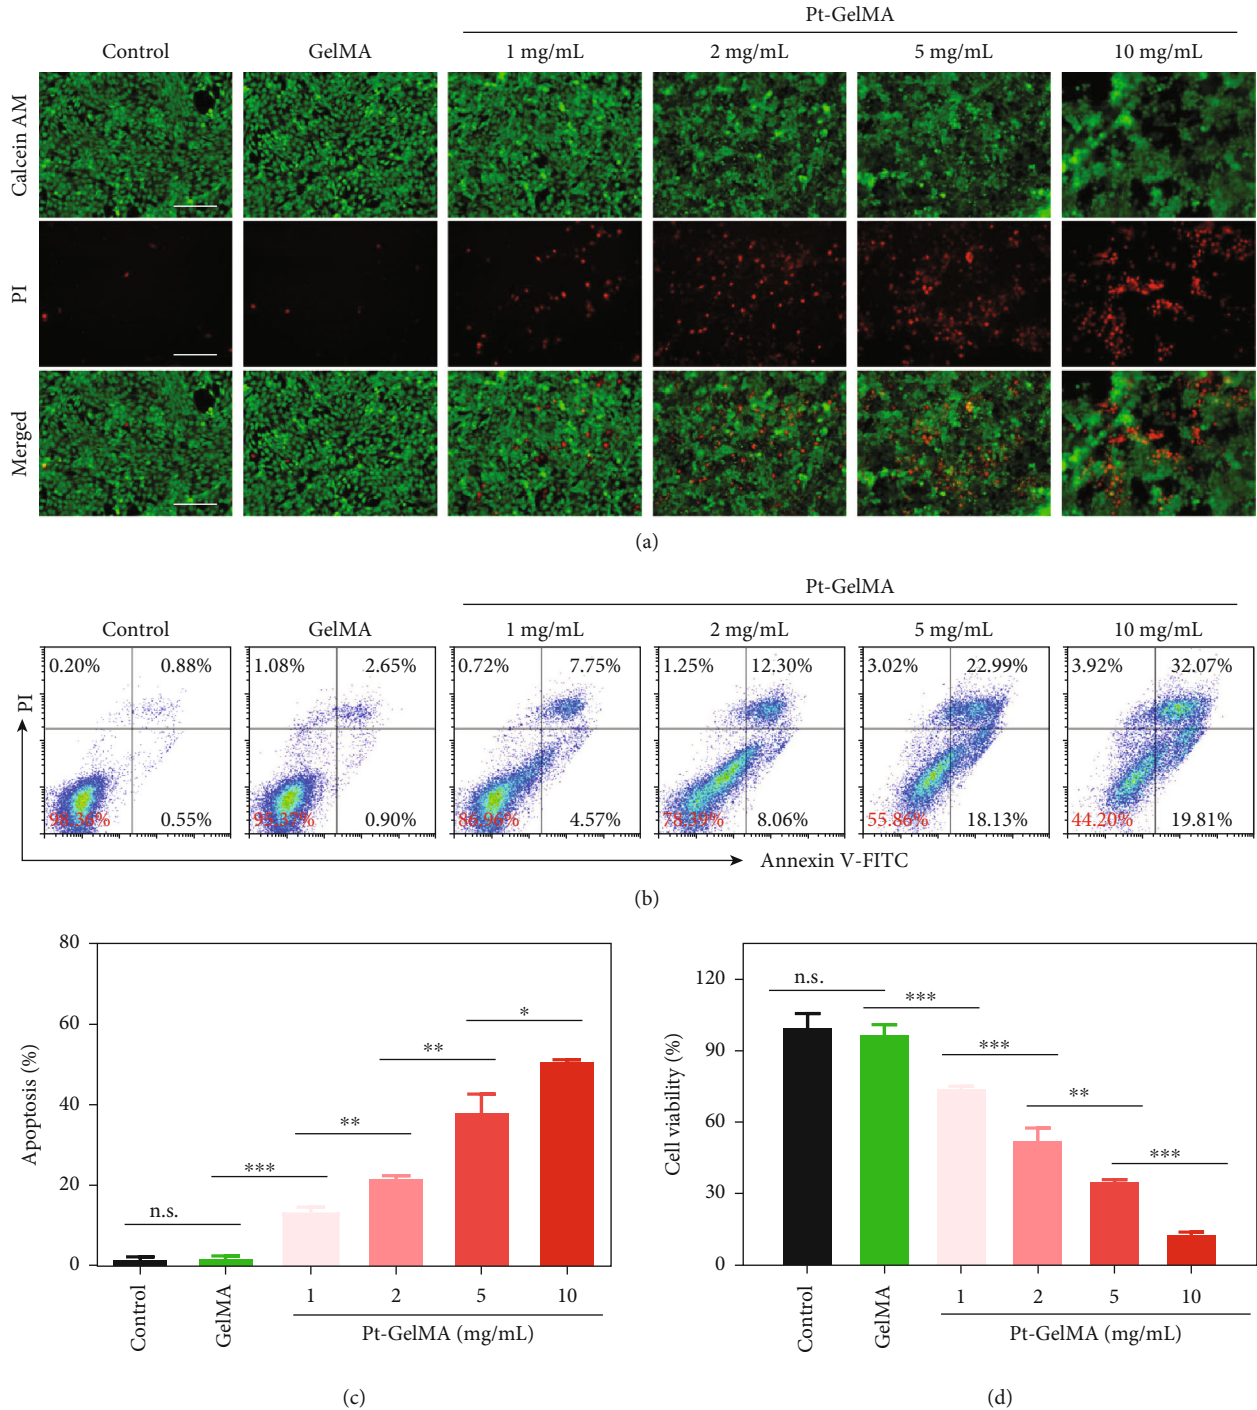 Pt-GelMA
Control GelMA 1 mg/mL 2 mg/mL 5 mg/mL 10 mg/mL
Calcein AM
PI
Merged
(a)
Pt-GelMA
Control GelMA 1 mg/mL 2 mg/mL 5 mg/mL 10 mg/mL
0.20% 0.88% 1.08% 2.65% 0.72% 7.75% 1.25% 12.30% 3.02% 22.99% 3.92% 32.07%
PI
98.36% 0.55% 95.37% 0.90% 86.96% 4.57% 78.39% 8.06% 55.86% 18.13% 44.20% 19.81%
Annexin V-FITC
(b)
Apoptosis (%)
80
60
40
20
0
n.s. *** ** ** *
Control GelMA 1 2 5 10
Pt-GelMA (mg/mL)
(c)
Cell viability (%)
120
90
60
30
0
n.s. *** *** ** ***
Control GelMA 1 2 5 10
Pt-GelMA (mg/mL)
(d)